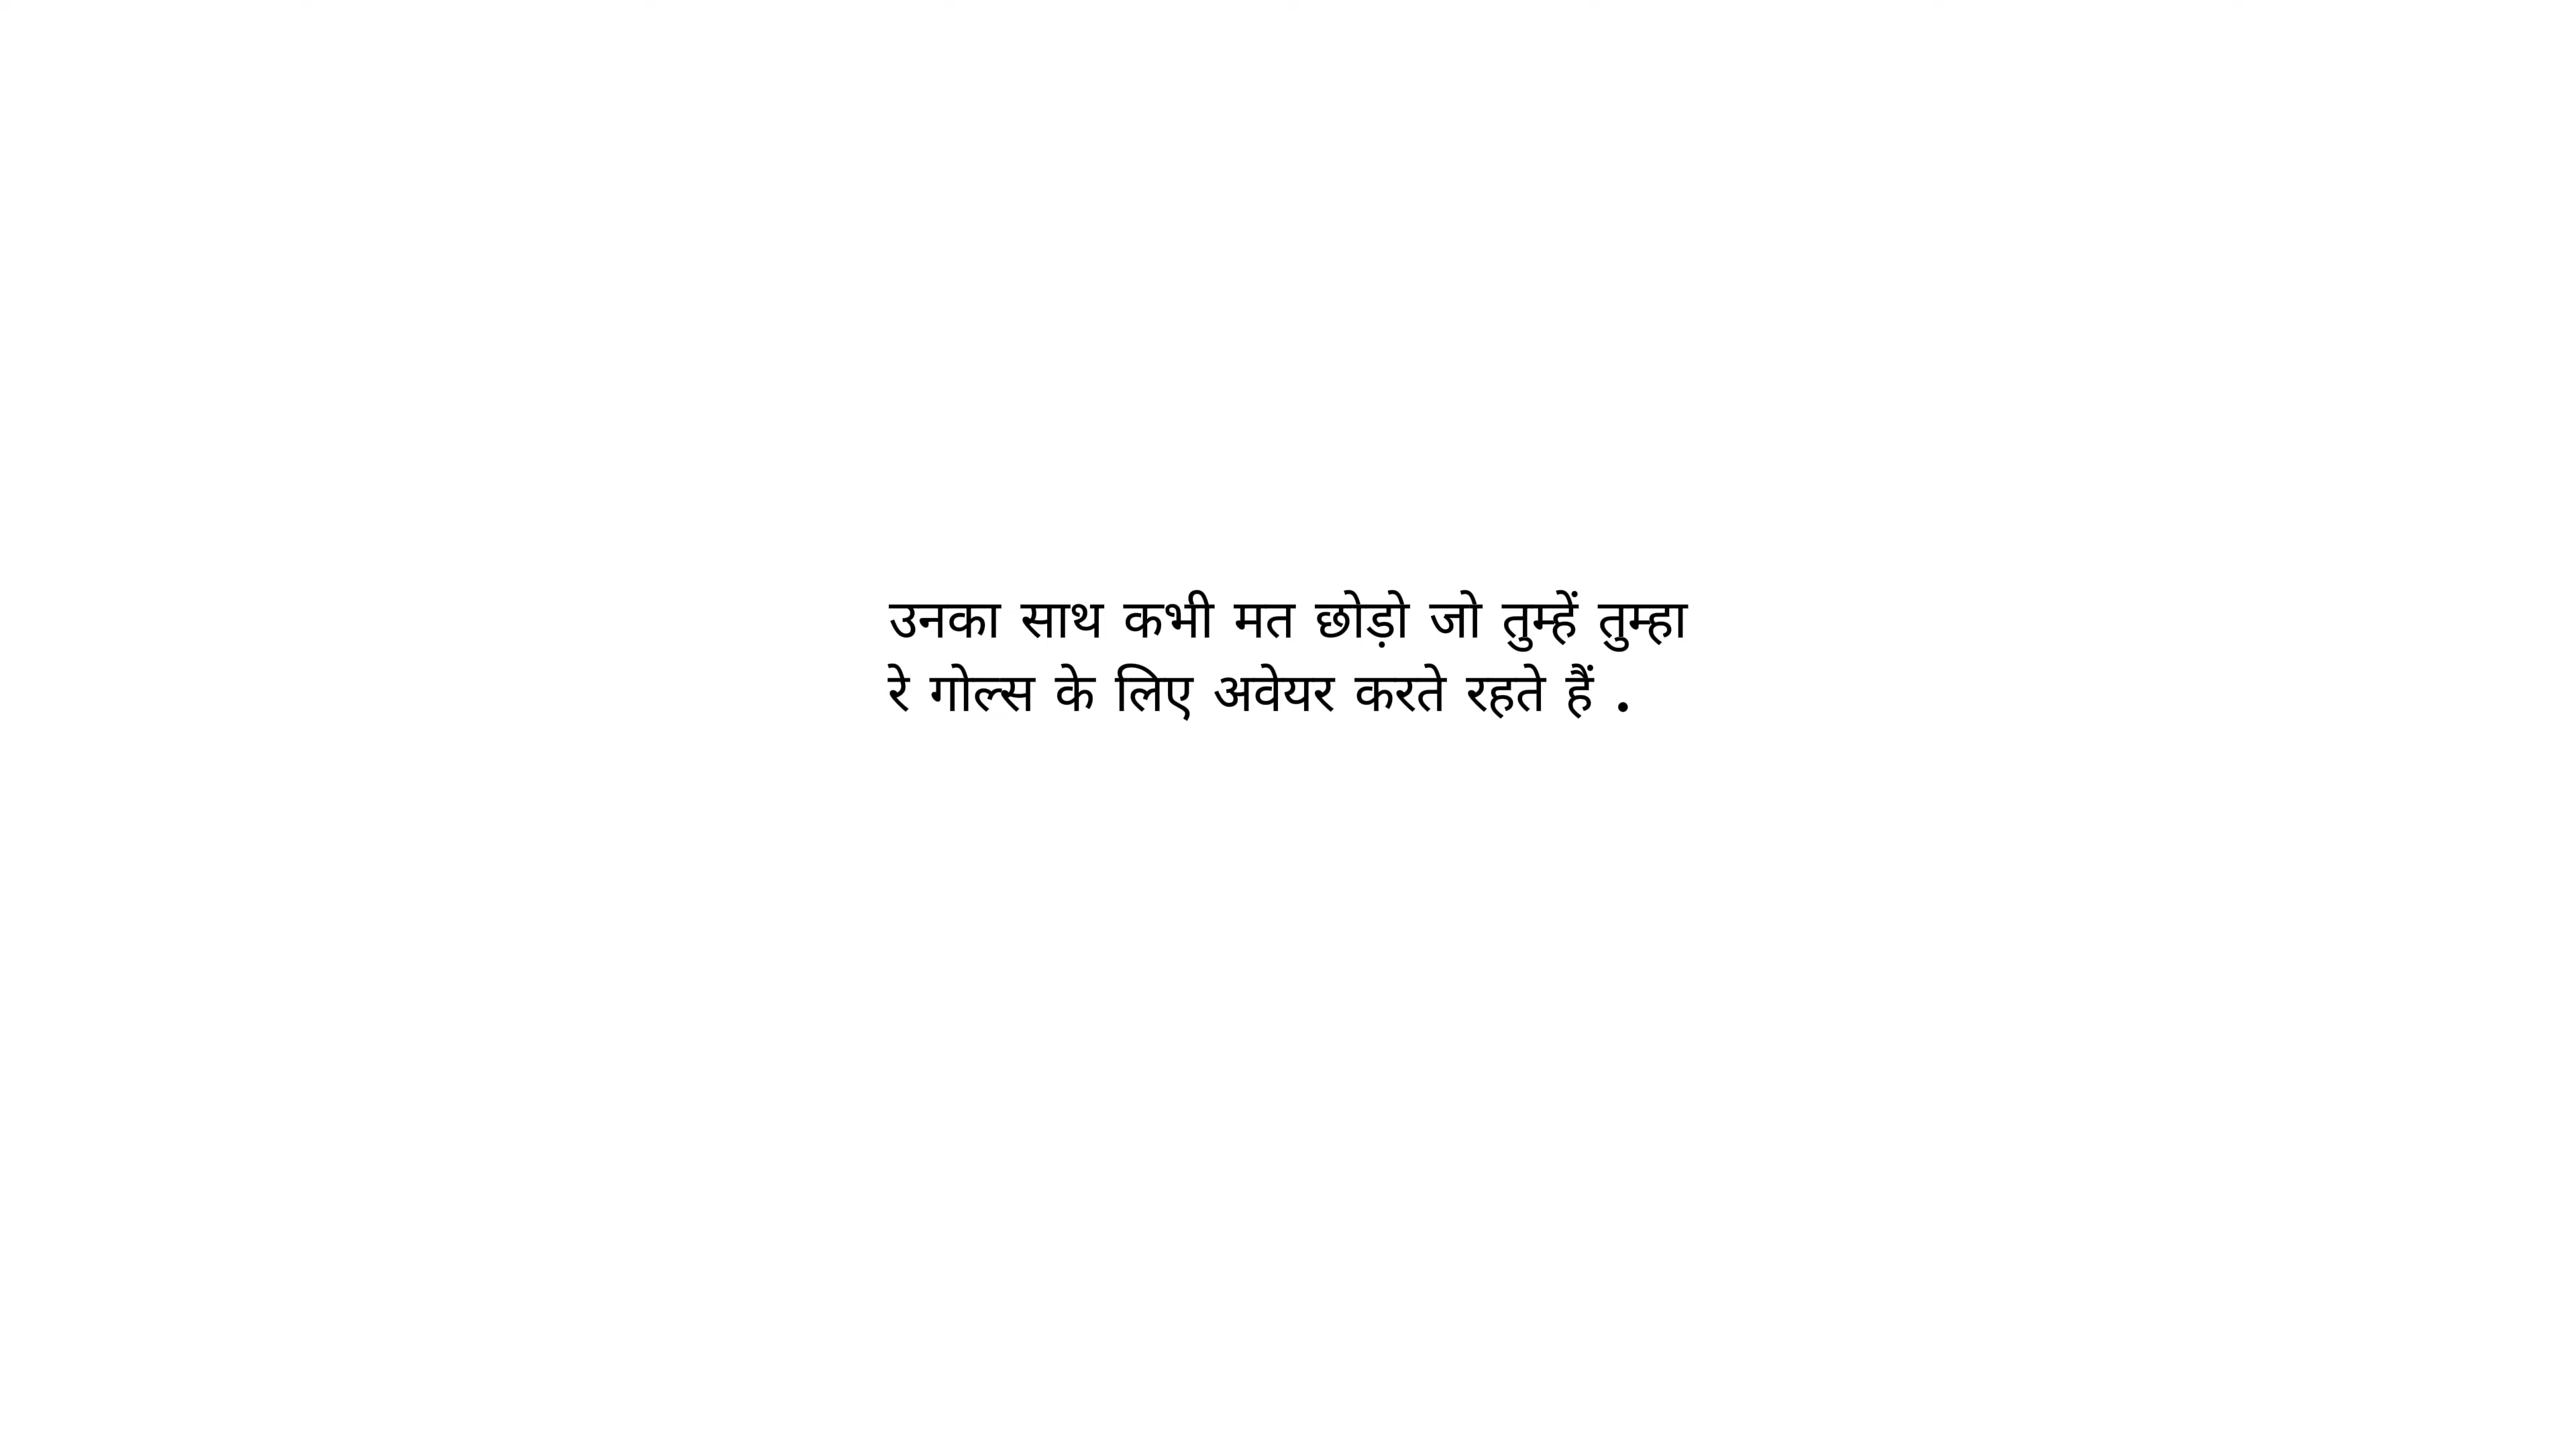 उनका साथ कभी मत छोड़ो जो तुम्हें तुम्हा
रे गोल्स के लिए अवेयर करते रहते हैं .